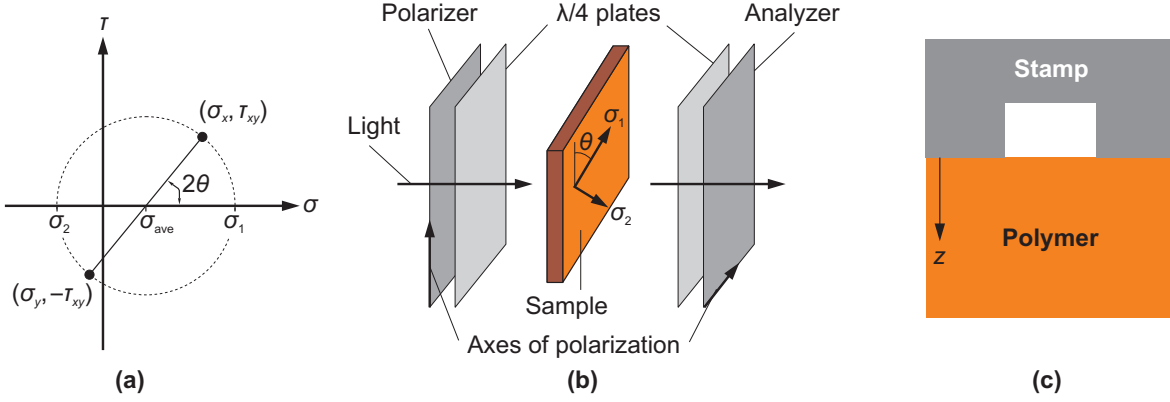 τ
(σx, τxy)
2θ
σ2
σave
σ1
σ
(σy, –τxy)
(a)
Polarizer
λ/4 plates
Analyzer
Light
θ
σ1
σ2
Sample
Axes of polarization
(b)
Stamp
Polymer
z
(c)